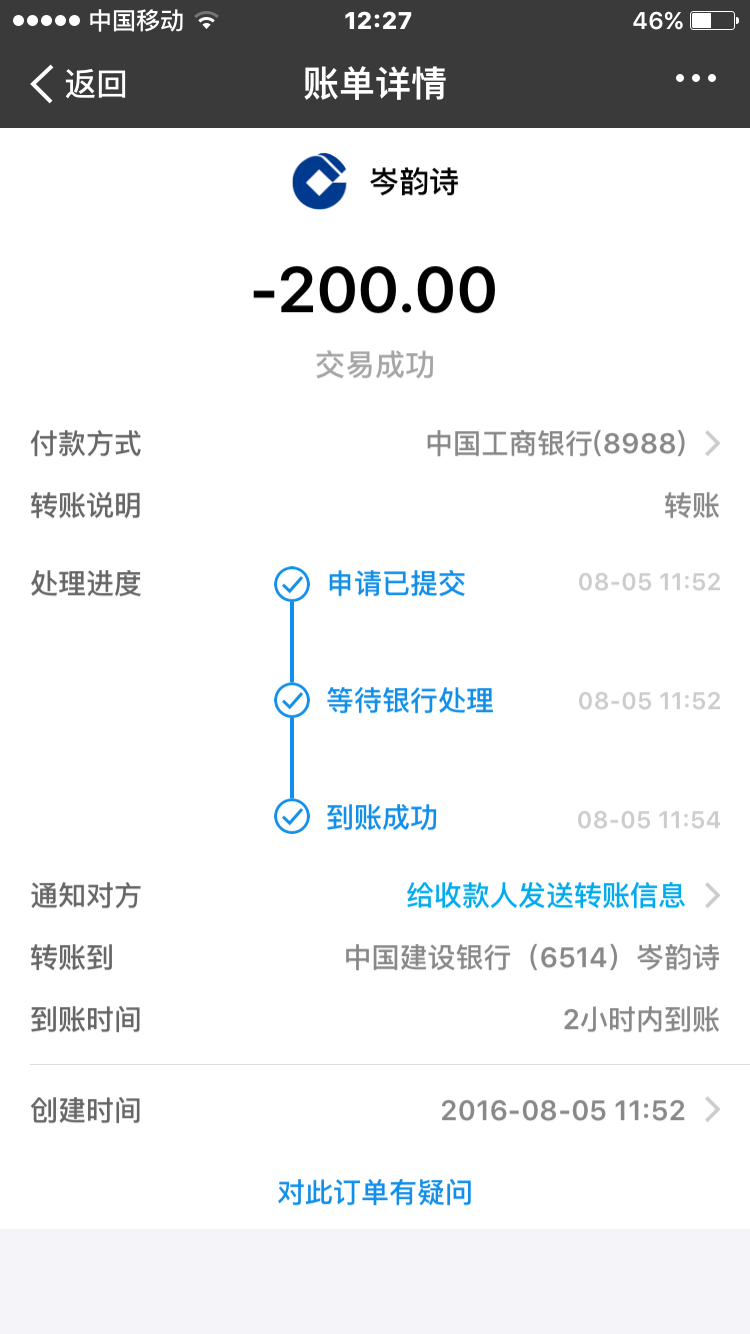 中国移动 12:27 46%
返回 账单详情
岑韵诗
-200.00
交易成功
付款方式 中国工商银行(8988)
转账说明 转账
处理进度 申请已提交 08-05 11:52
等待银行处理 08-05 11:52
到账成功 08-05 11:54
通知对方 给收款人发送转账信息
转账到 中国建设银行（6514）岑韵诗
到账时间 2小时内到账
创建时间 2016-08-05 11:52
对此订单有疑问